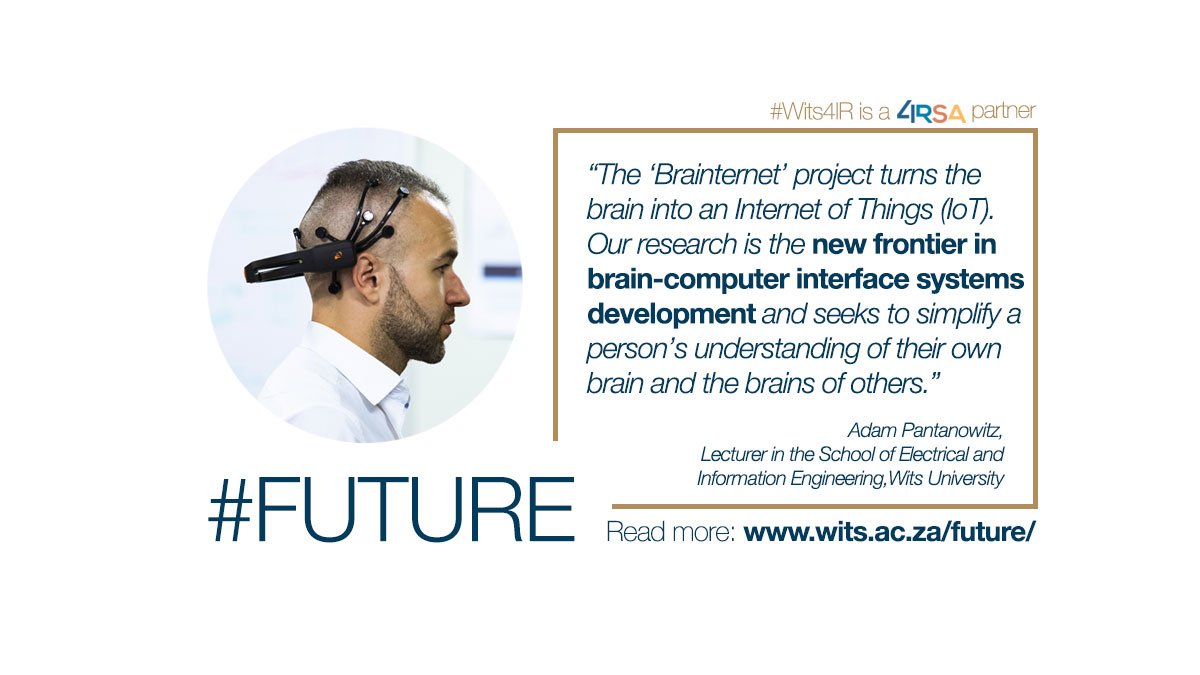 #Wits4IR is a 4IRSA partner
“The ‘Brainternet’ project turns the
brain into an Internet of Things (IoT).
Our research is the new frontier in
brain-computer interface systems
development and seeks to simplify a
person’s understanding of their own
brain and the brains of others.”
Adam Pantanowitz,
Lecturer in the School of Electrical and
Information Engineering,Wits University
#FUTURE
Read more: www.wits.ac.za/future/